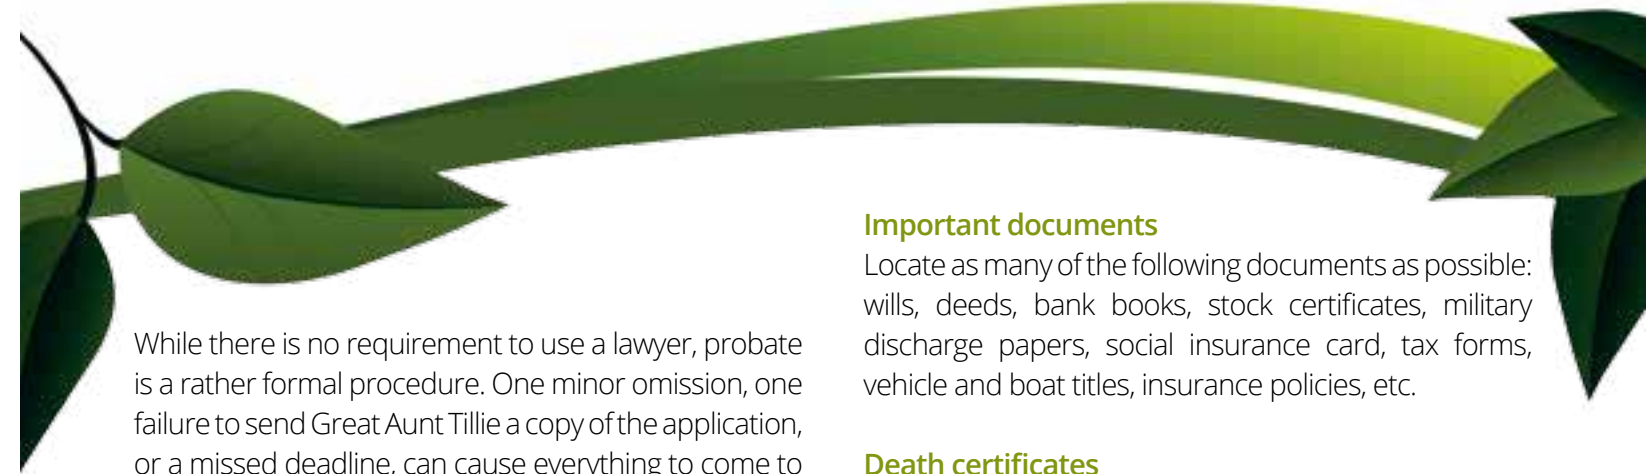 While there is no requirement to use a lawyer, probate
is a rather formal procedure. One minor omission, one
failure to send Great Aunt Tillie a copy of the application,
or a missed deadline, can cause everything to come to
Important documents
Locate as many of the following documents as possible:
wills, deeds, bank books, stock certificates, military
discharge papers, social insurance card, tax forms,
vehicle and boat titles, insurance policies, etc.
Death certificates